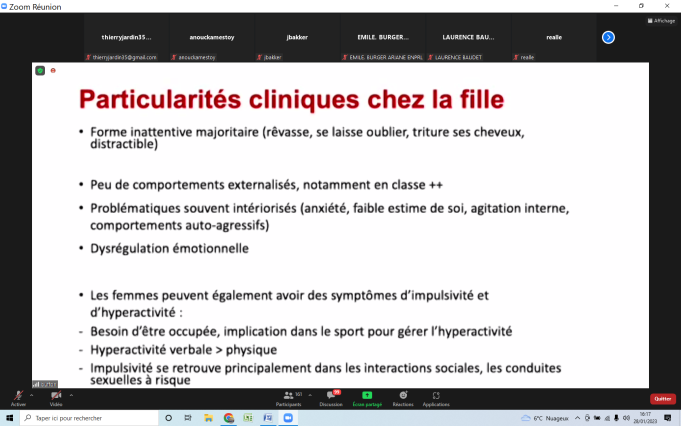 Zoom Réunion
Affichage
thierryjardin35...
anouckamestoy
jbakker
EMILE. BURGER...
LAURENCE BAU...
realle
thierryjardin35@gmail.com
anouckamestoy
jbakker
EMILE. BURGER ARIANE ENPRL
LAURENCE BAUDET
realle
Particularités cliniques chez la fille
• Forme inattentive majoritaire (rêvasse, se laisse oublier, triture ses cheveux,
distractible)
• Peu de comportements externalisés, notamment en classe ++
• Problématiques souvent intériorisés (anxiété, faible estime de soi, agitation interne,
comportements auto-agressifs)
• Dysrégulation émotionnelle
• Les femmes peuvent également avoir des symptômes d'impulsivité et
d'hyperactivité :
- Besoin d'être occupée, implication dans le sport pour gérer l'hyperactivité
- Hyperactivité verbale > physique
- Impulsivité se retrouve principalement dans les interactions sociales, les conduites
sexuelles à risque
Activer
Vidéo
161
Participants
Discussion
Écran partagé
Réactions
Applications
Quitter
Taper ici pour rechercher
6°C Nuageux
16:17
28/01/2023